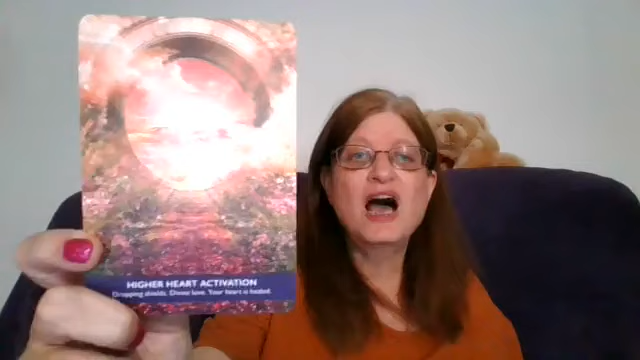 HIGHER HEART ACTIVATION
Dropping shields. Divine love. Your heart is healed.